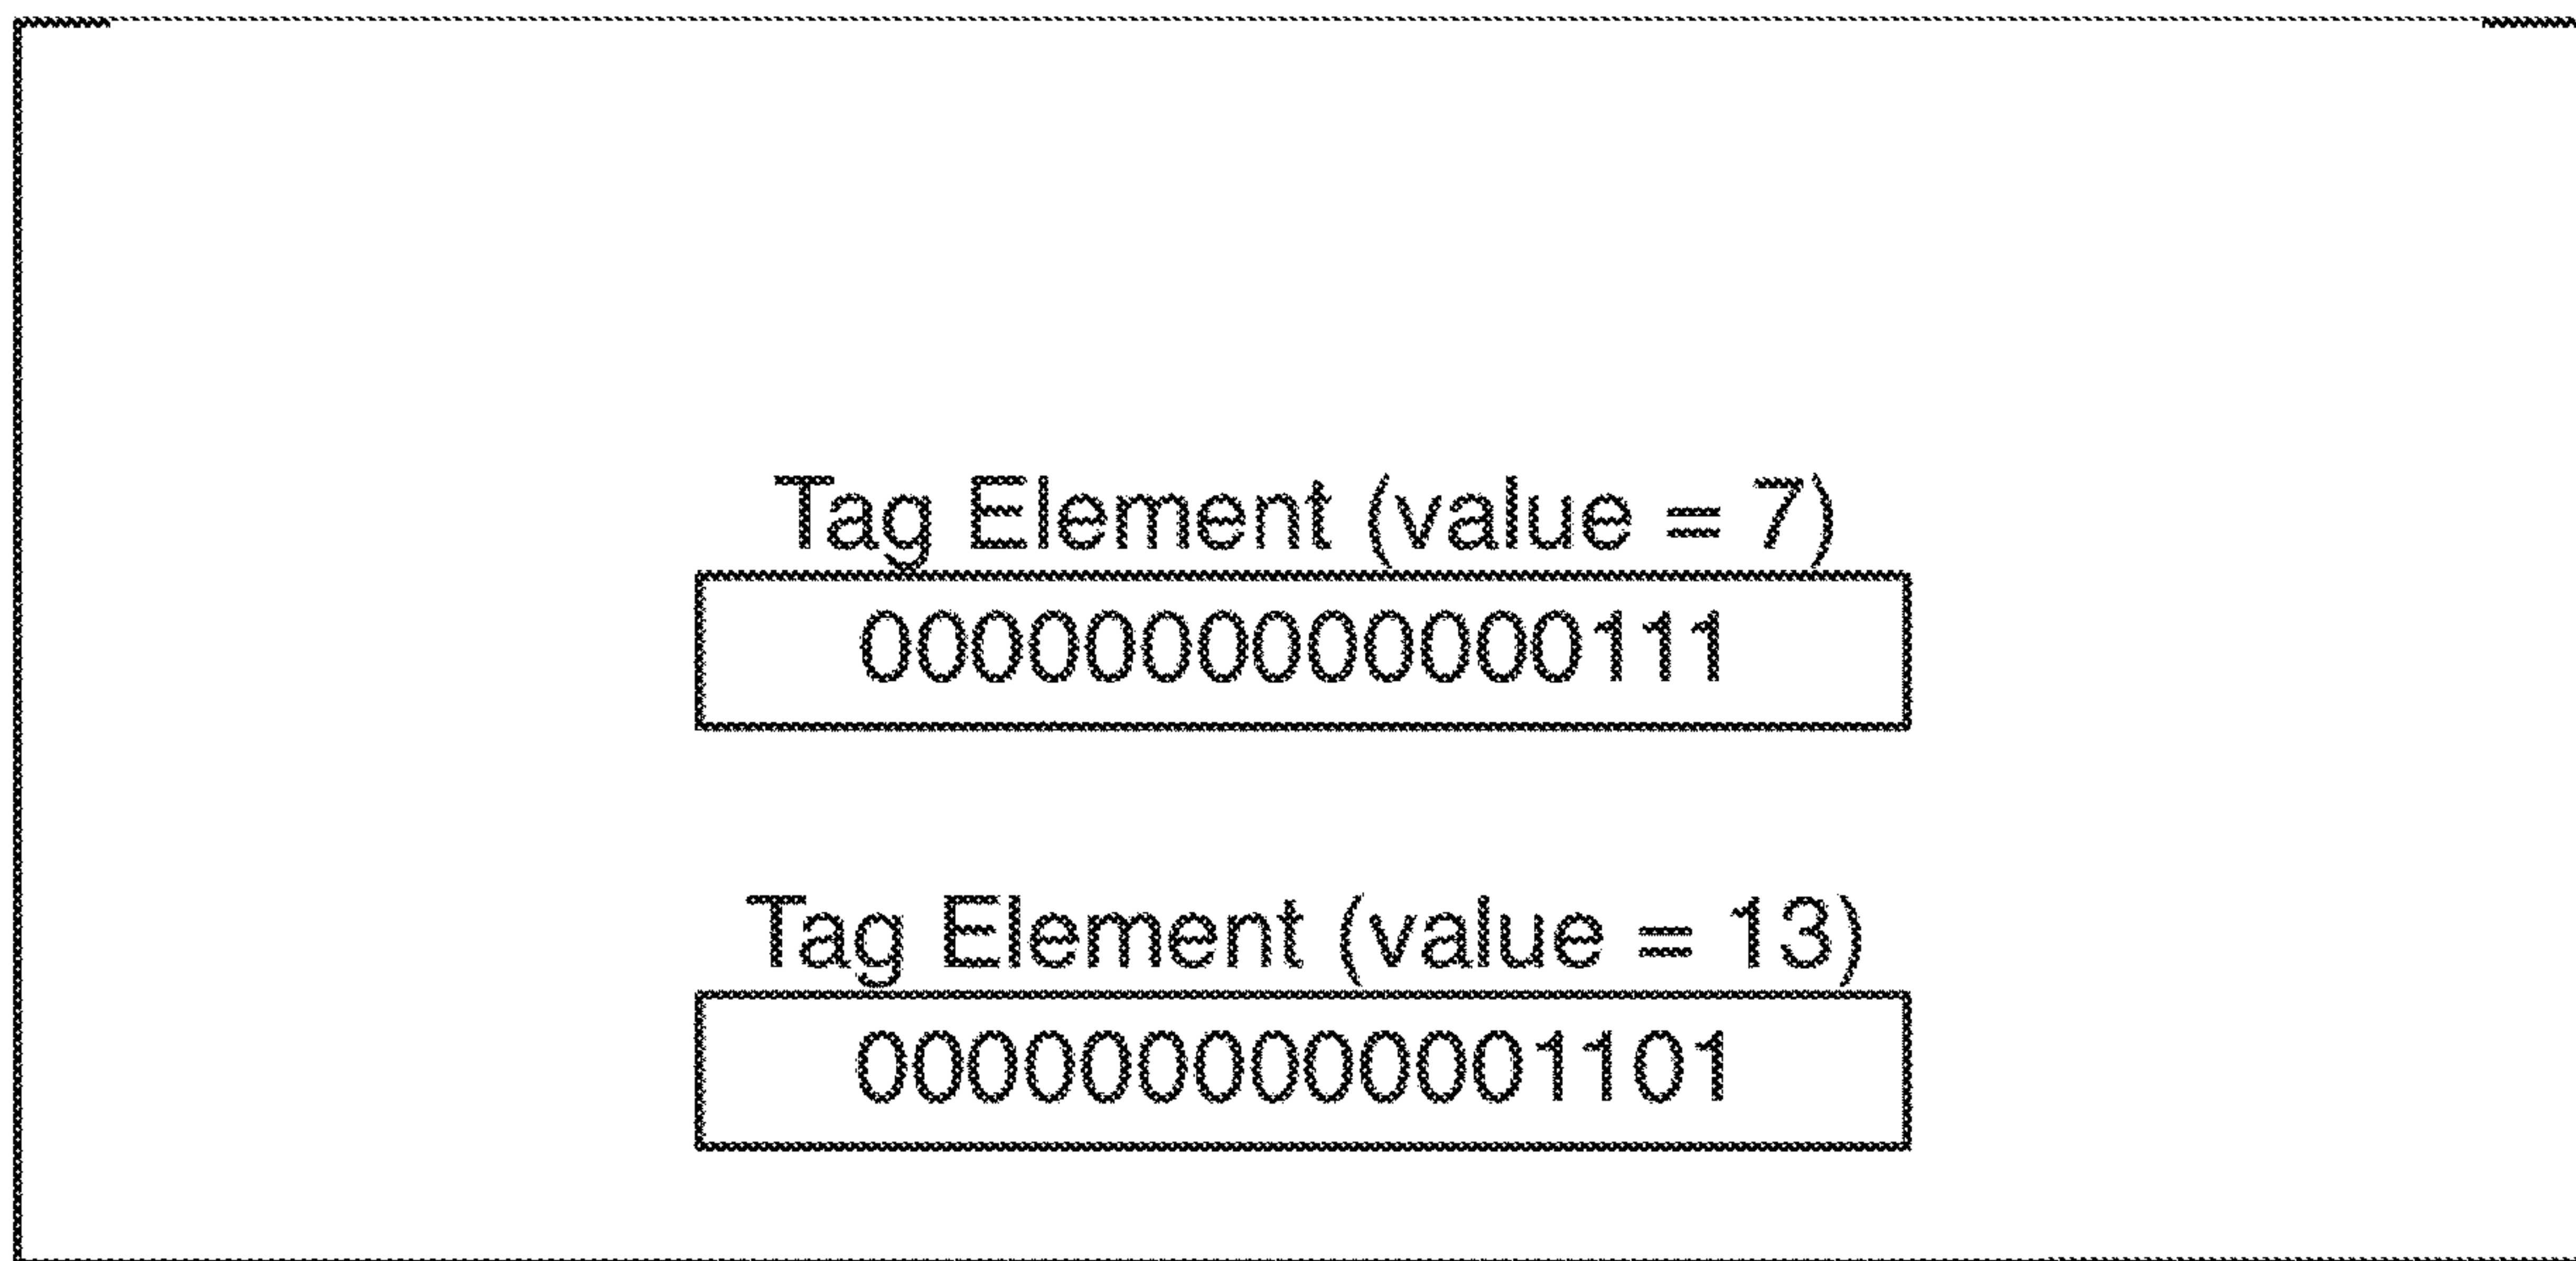 Tag Element (value = 7)
0000000000000111
Tag Element (value = 13)
0000000000001101